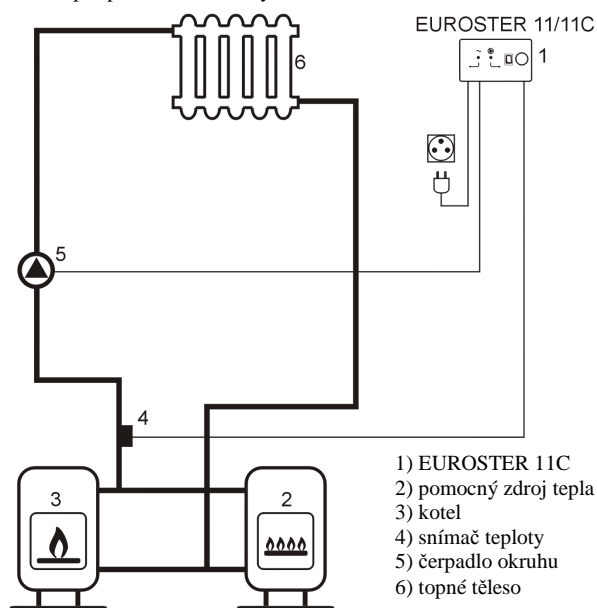 EUROSTER 11/11C
1
6
5
4
3
2
1) EUROSTER 11C
2) pomocný zdroj tepla
3) kotel
4) snímač teploty
5) čerpadlo okruhu
6) topné těleso